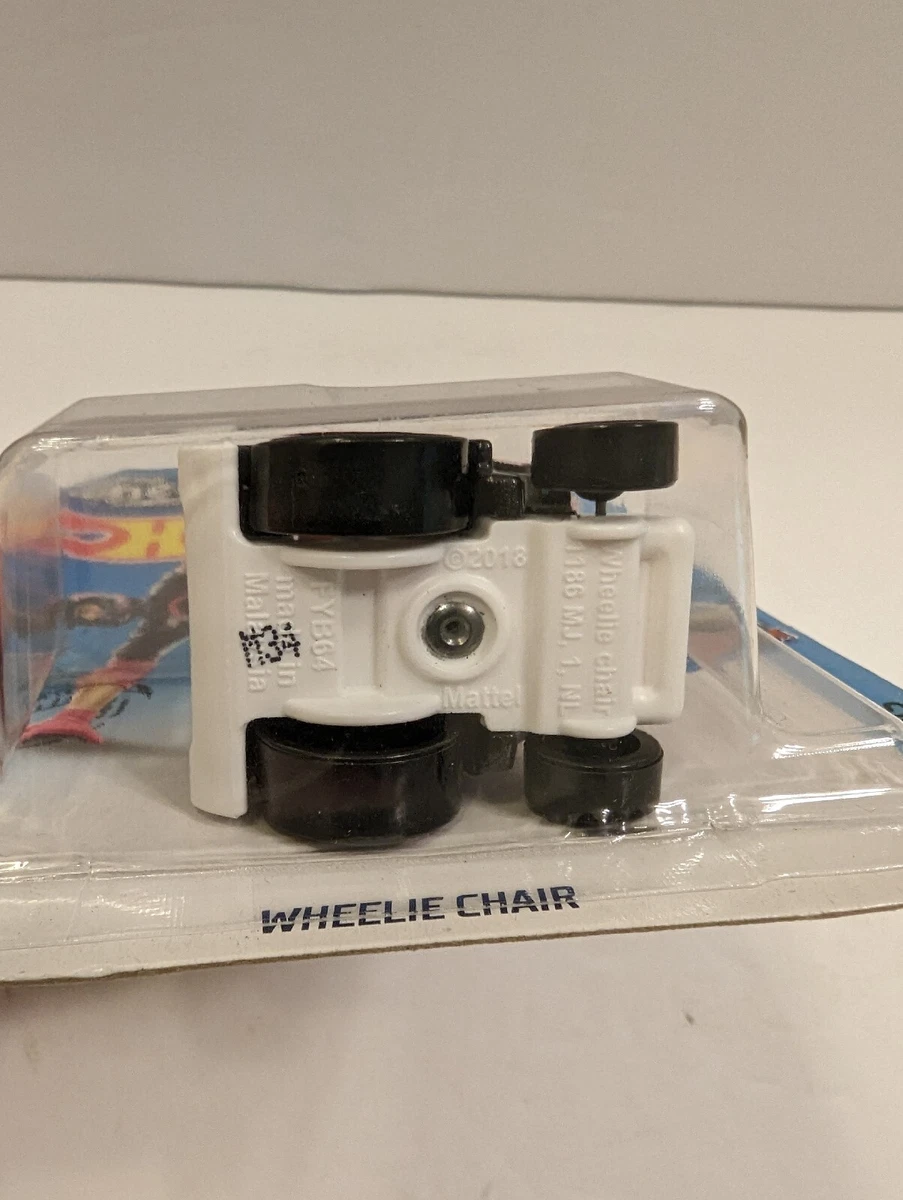 ©2018
Wheelie chair
1186 MJ, 1, NL
Mattel
FYB64
made in
Malaysia
WHEELIE CHAIR